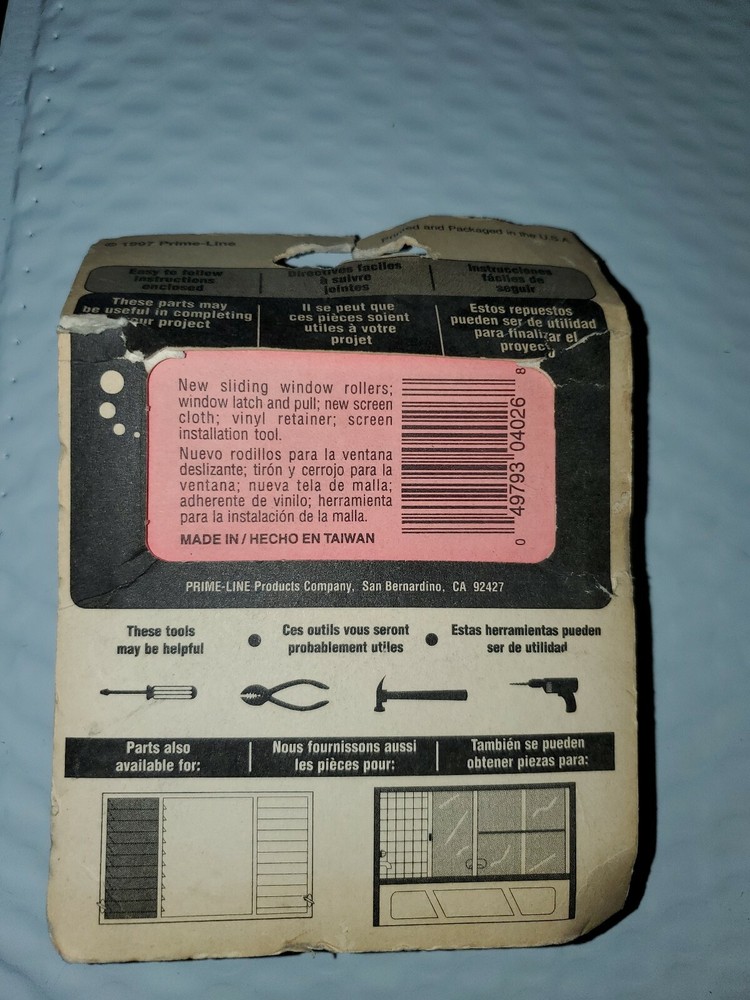 © 1997 Prime-Line
Printed and Packaged in the U.S.A.
Easy to follow
instructions
enclosed
Directives faciles
à suivre
jointes
Instrucciones
fáciles de
seguir
These parts may
be useful in completing
your project
Il se peut que
ces pièces soient
utiles à votre
projet
Estos repuestos
pueden ser de utilidad
para finalizar el
proyec
New sliding window rollers;
window latch and pull; new screen
cloth; vinyl retainer; screen
installation tool.
Nuevo rodillos para la ventana
deslizante; tirón y cerrojo para la
ventana; nueva tela de malla;
adherente de vinilo; herramienta
para la instalación de la malla.
MADE IN / HECHO EN TAIWAN
0 49793 04026 8
PRIME-LINE Products Company, San Bernardino, CA 92427
These tools
may be helpful
Ces outils vous seront
probablement utiles
Estas herramientas pueden
ser de utilidad
Parts also
available for:
Nous fournissons aussi
les pièces pour:
También se pueden
obtener piezas para: